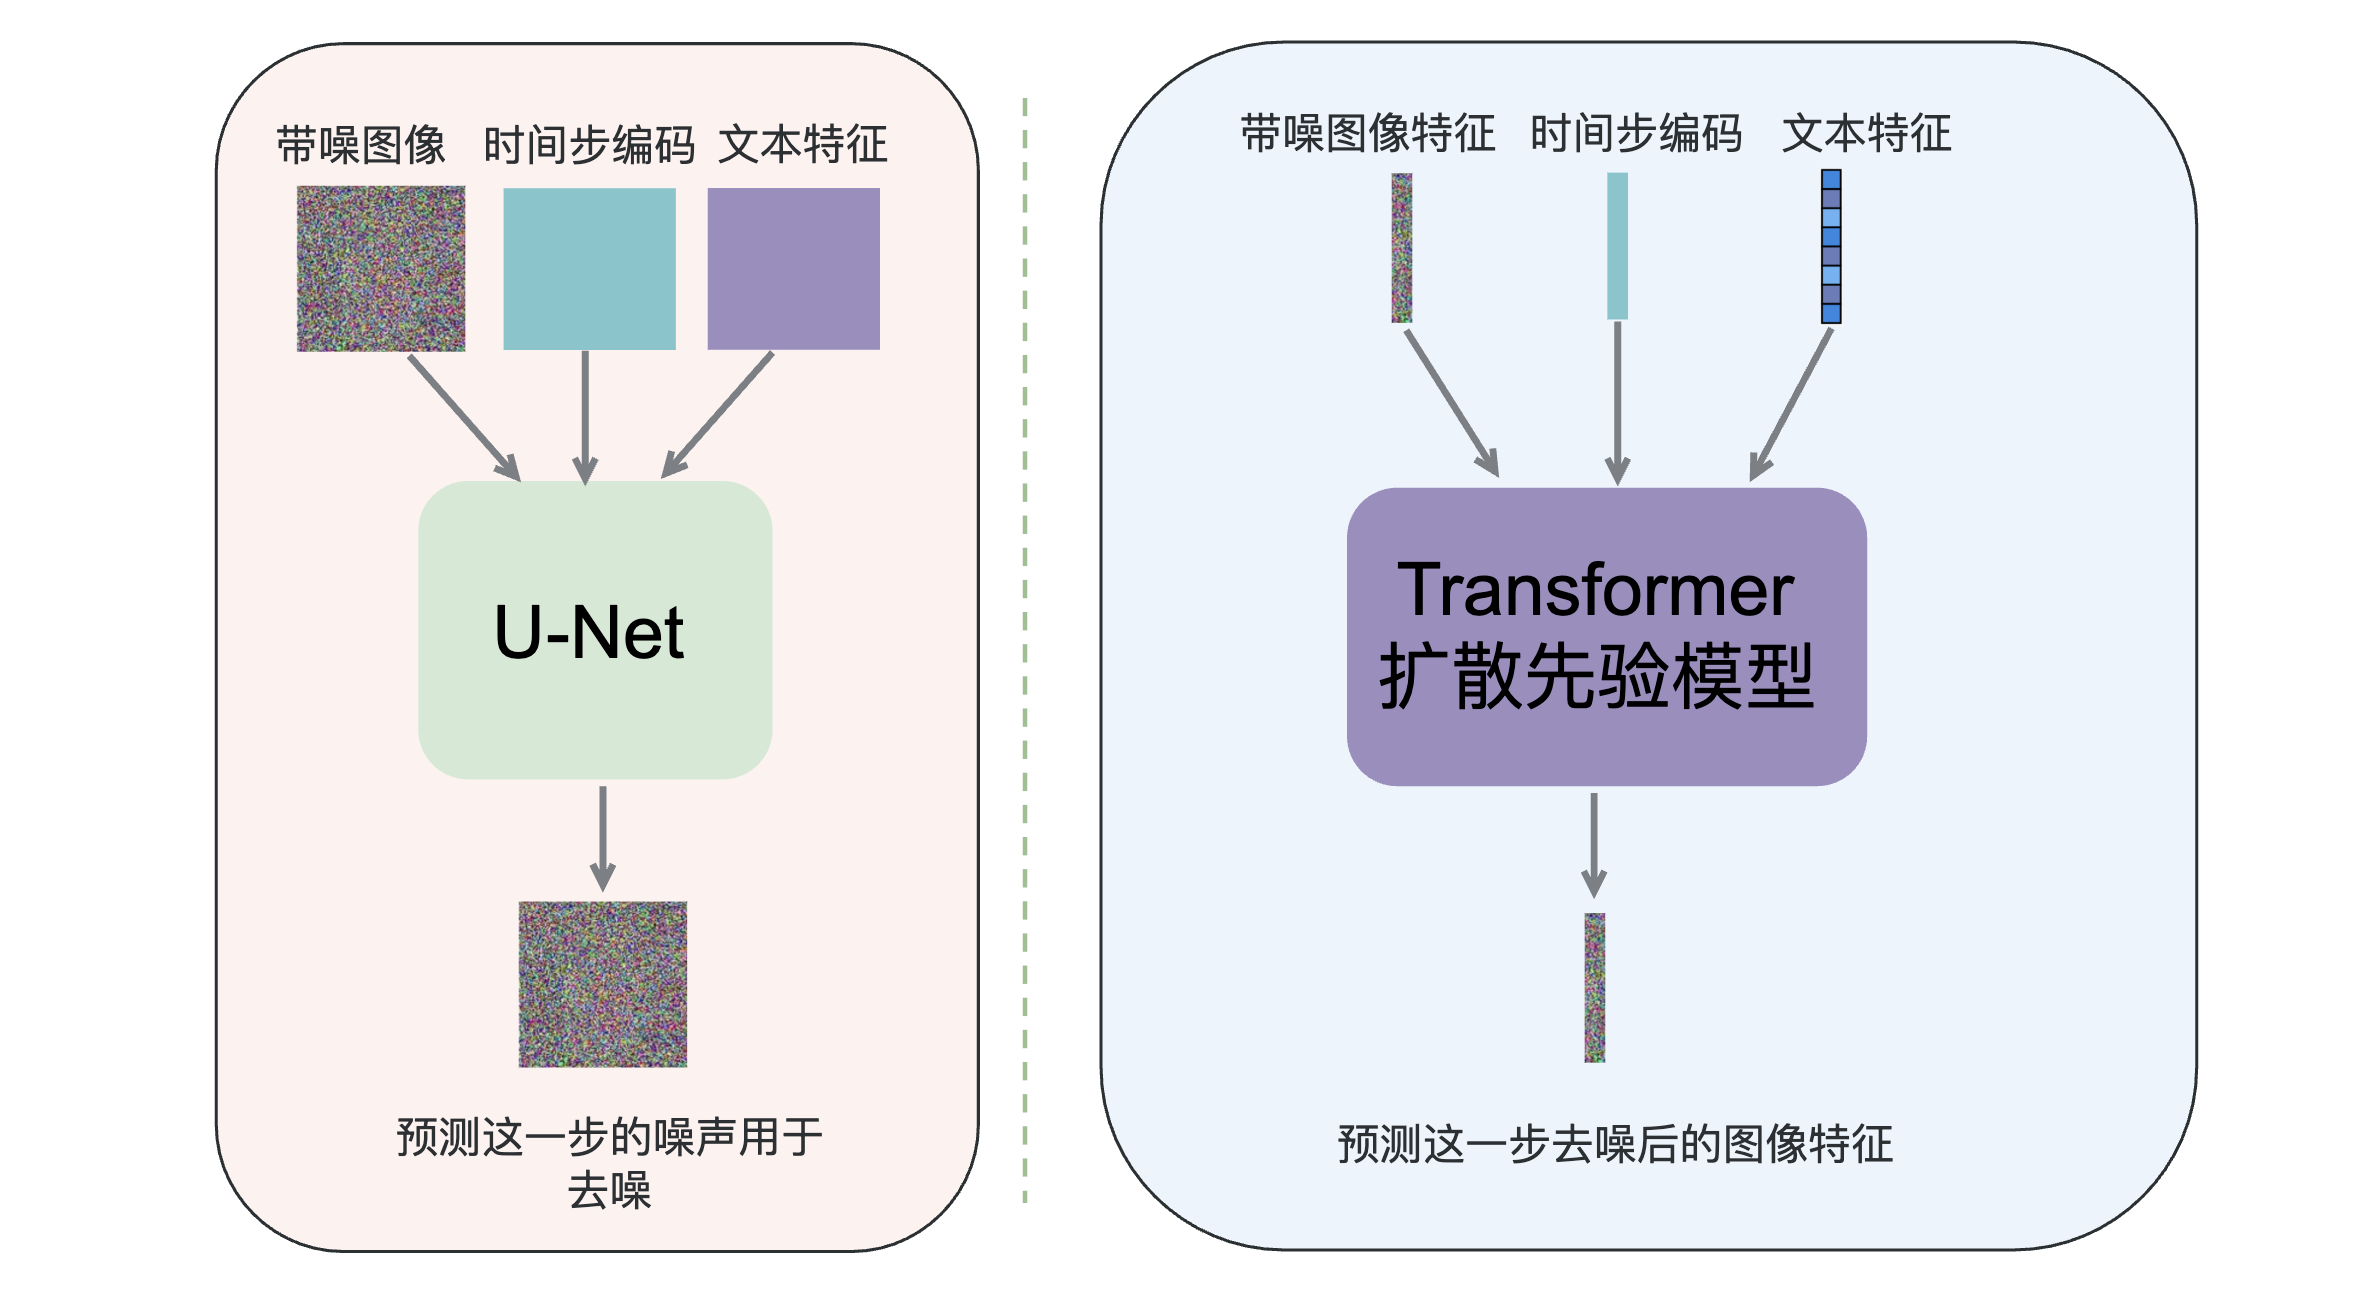 带噪图像
时间步编码
文本特征
U-Net
预测这一步的噪声用于
去噪
带噪图像特征
时间步编码
文本特征
Transformer
扩散先验模型
预测这一步去噪后的图像特征